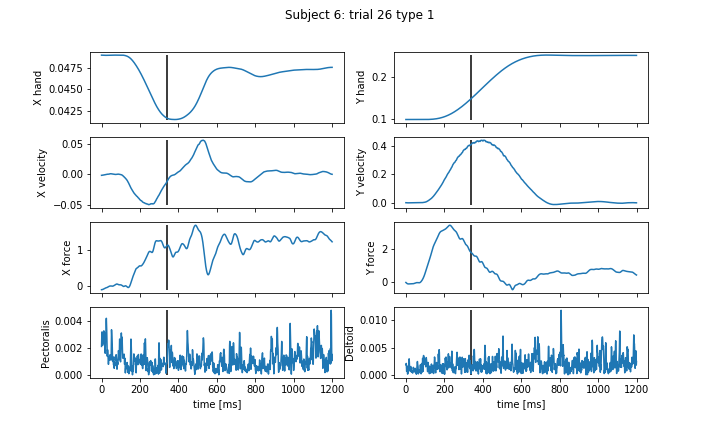 Subject 6: trial 26 type 1
X hand
0.0475
0.0450
0.0425
Y hand
0.2
0.1
X velocity
0.05
0.00
−0.05
Y velocity
0.4
0.2
0.0
X force
1
0
Y force
2
0
Pectoralis
0.004
0.002
0.000
Deltoid
0.010
0.005
0.000
0 200 400 600 800 1000 1200
time [ms]
0 200 400 600 800 1000 1200
time [ms]